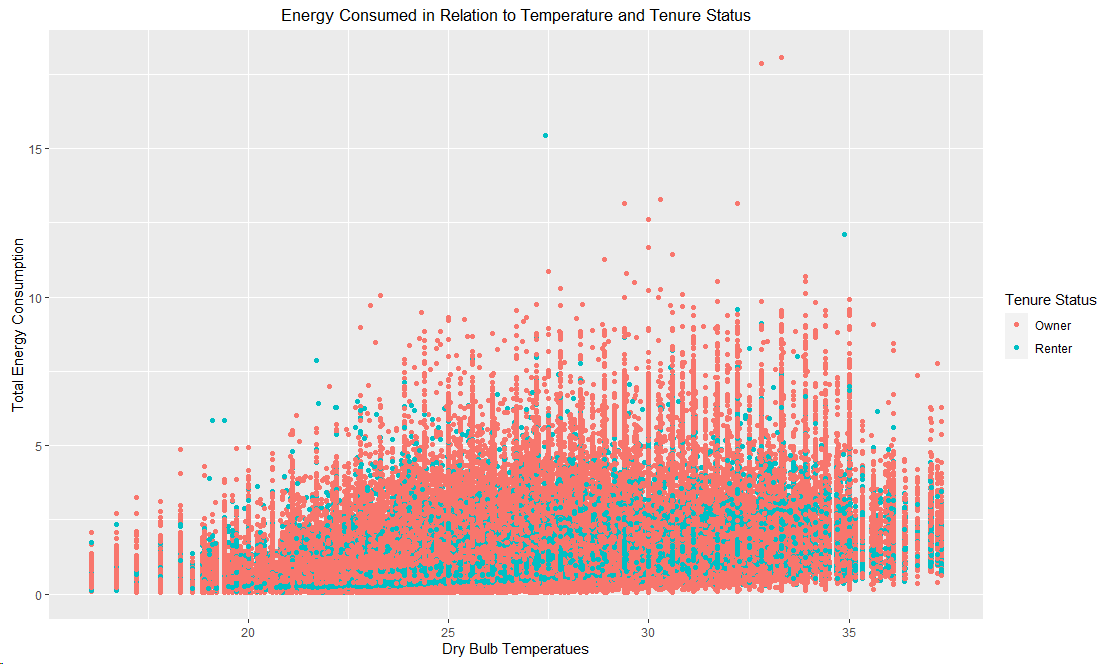 Energy Consumed in Relation to Temperature and Tenure Status
Total Energy Consumption
15
10
5
0
20
25
30
35
Dry Bulb Temperatues
Tenure Status
Owner
Renter